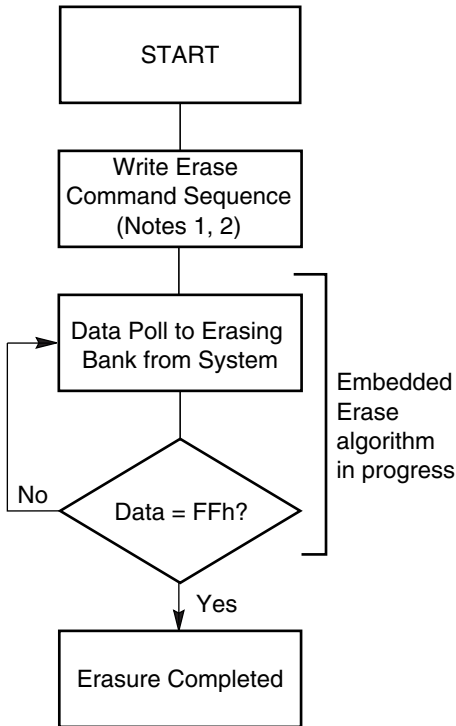 START
Write Erase
Command Sequence
(Notes 1, 2)
Data Poll to Erasing
Bank from System
Embedded
Erase
algorithm
in progress
No
Data = FFh?
Yes
Erasure Completed